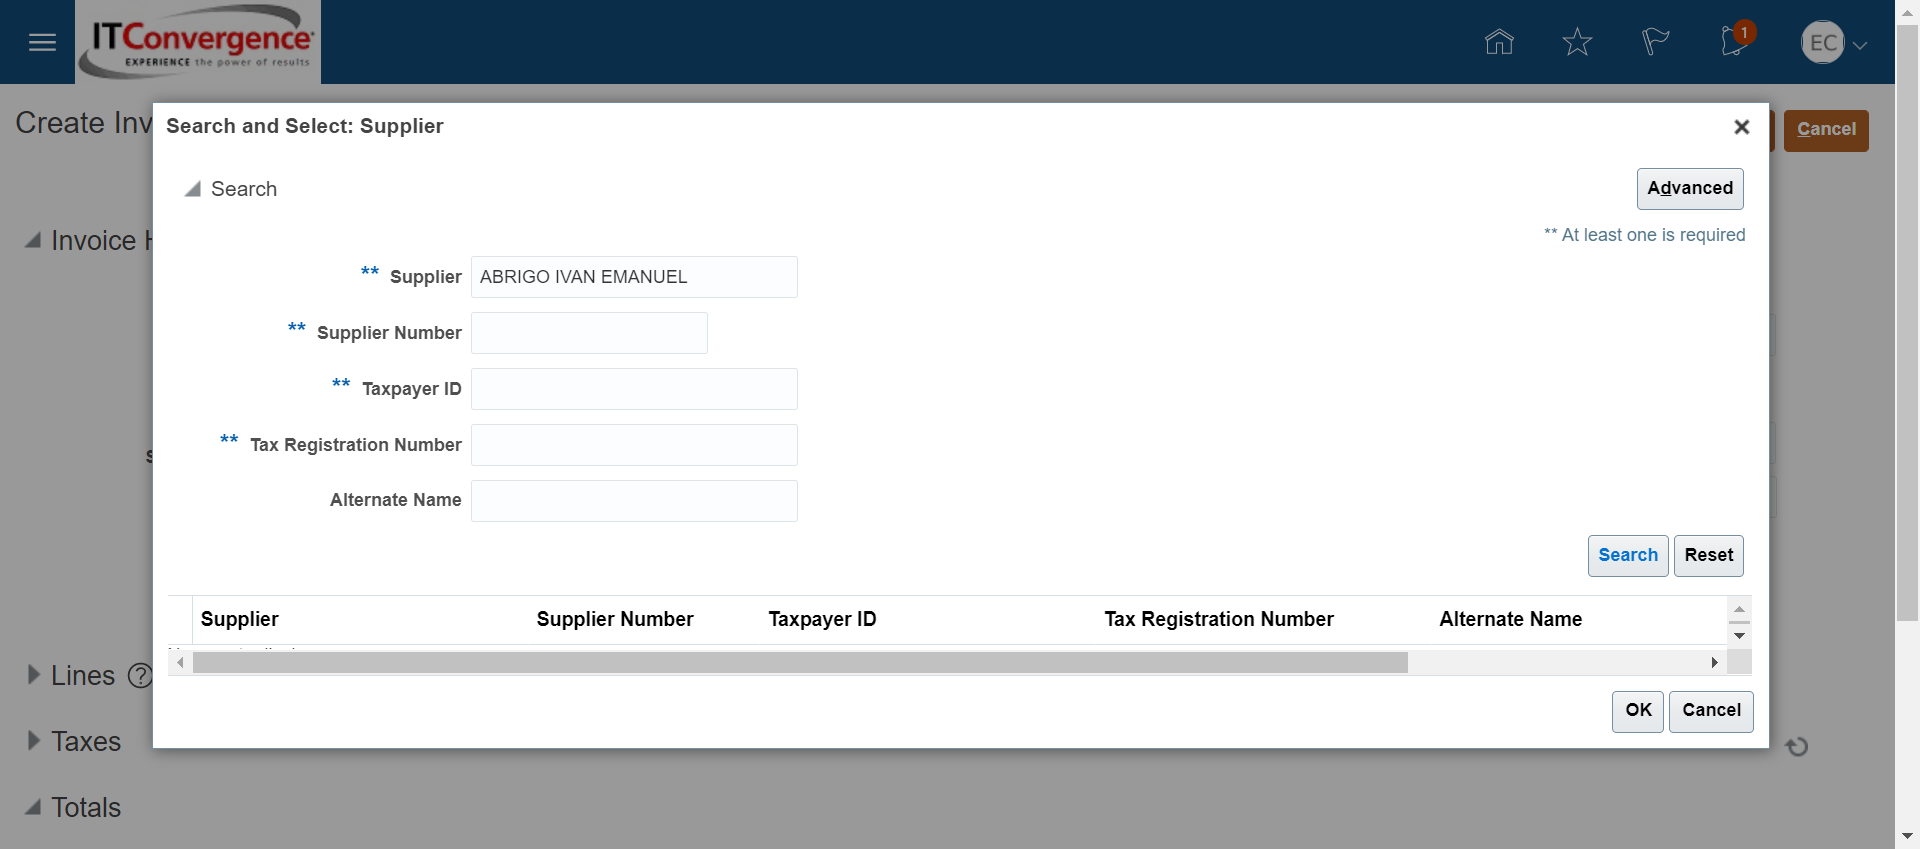 ITConvergence
EXPERIENCE the power of results
1
EC
Create Inv
Cancel
Search and Select: Supplier
Search
Advanced
** At least one is required
Invoice H
** Supplier ABRIGO IVAN EMANUEL
** Supplier Number
** Taxpayer ID
** Tax Registration Number
Alternate Name
Search Reset
Supplier Supplier Number Taxpayer ID Tax Registration Number Alternate Name
Lines ?
OK Cancel
Taxes
Totals